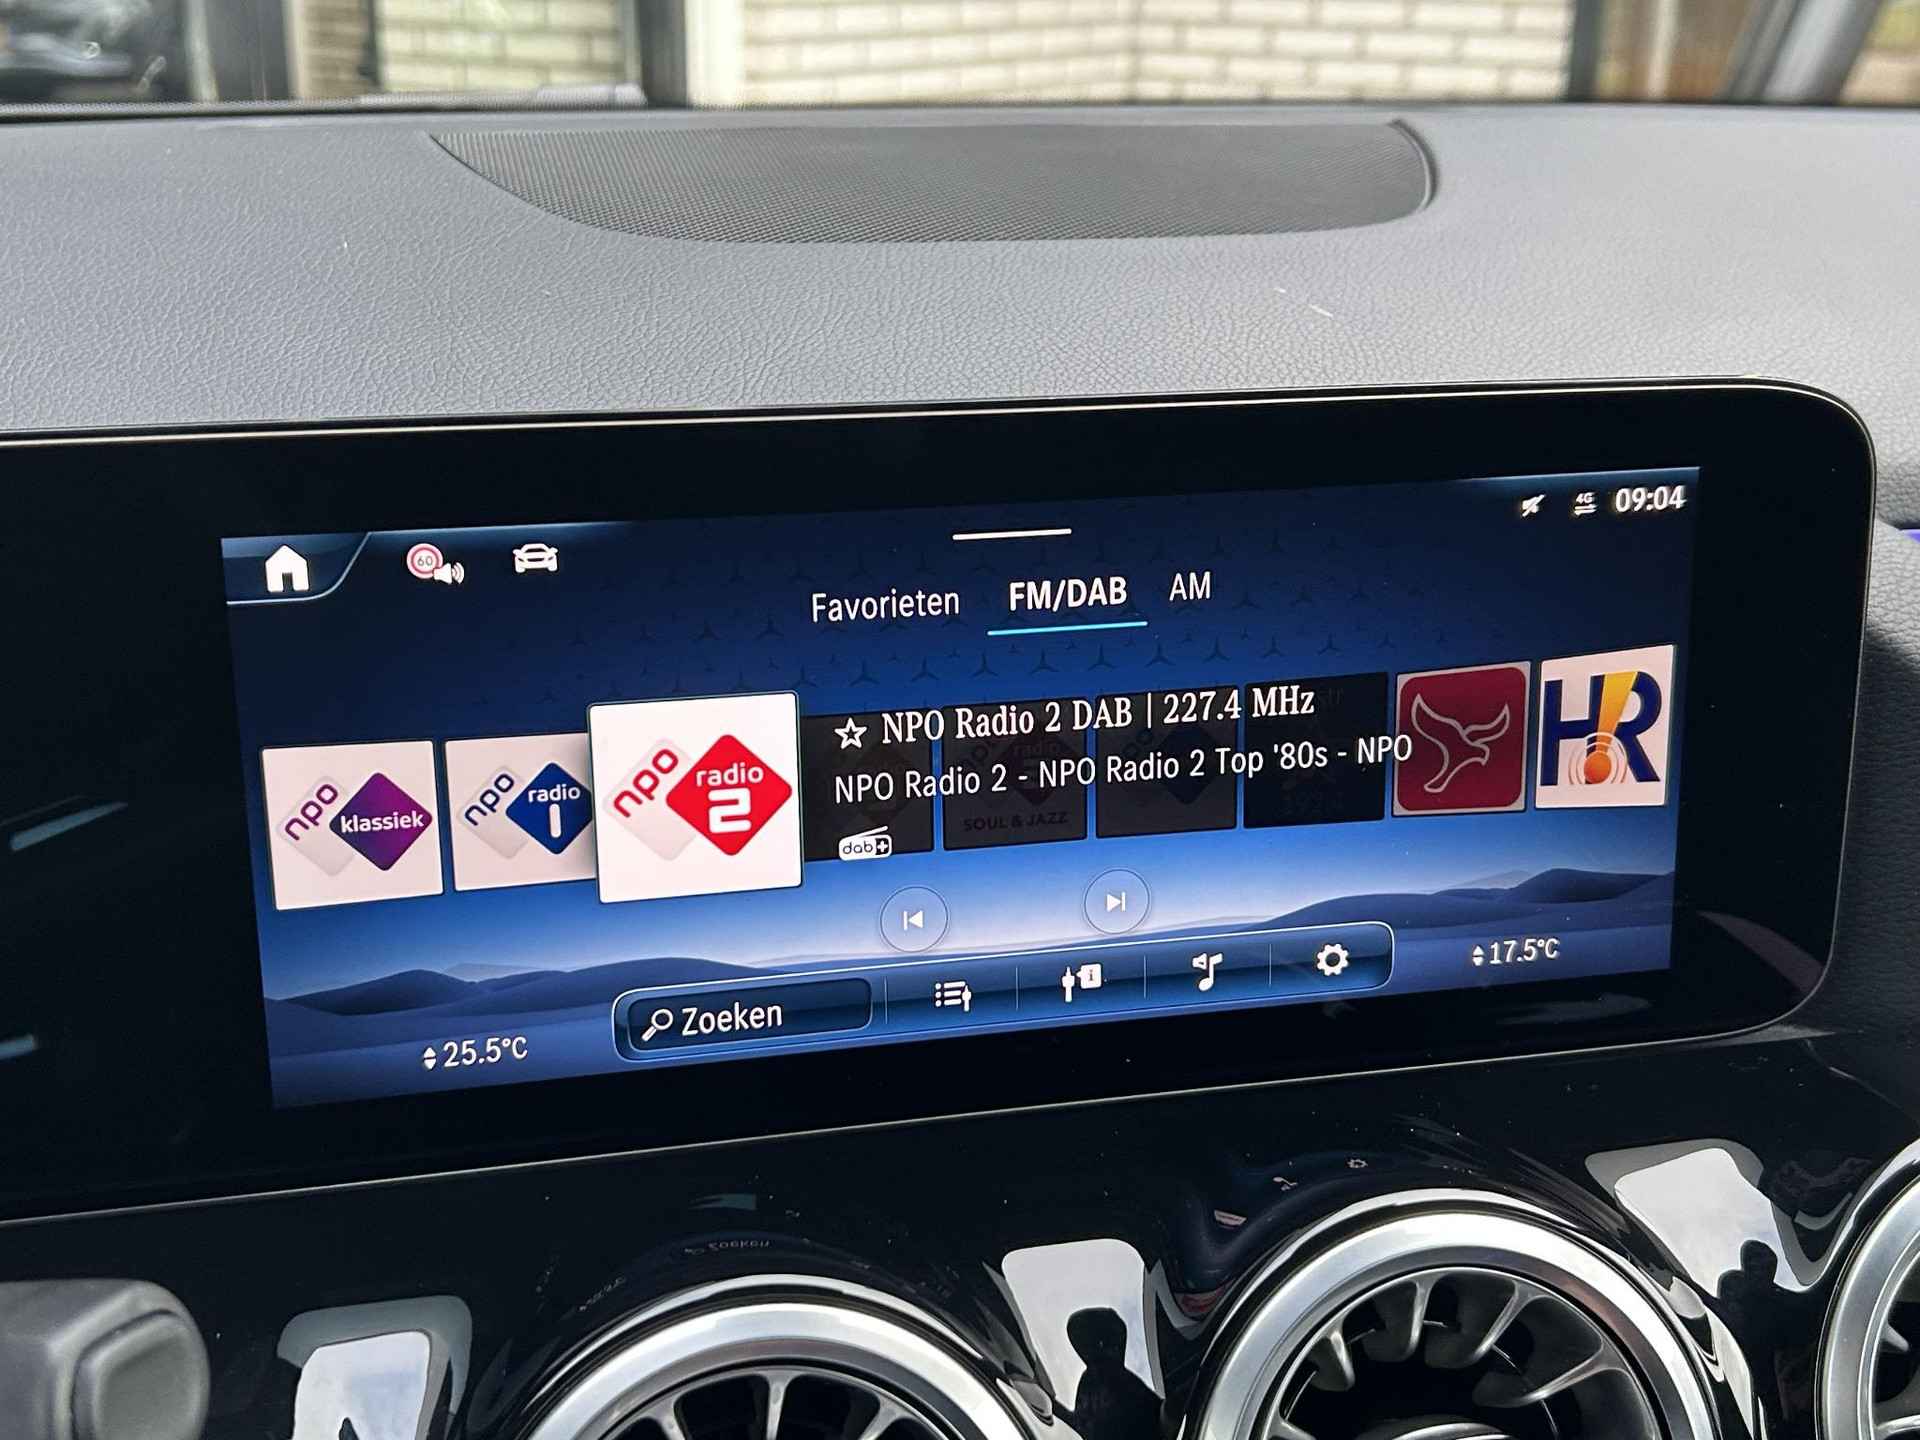 4G 09:04
60
Favorieten FM/DAB AM
NPO Radio 2 DAB | 227.4 MHz
NPO Radio 2 - NPO Radio 2 Top '80s - NPO
npo klassiek
npo radio 1
npo radio 2
SOUL & JAZZ
HR
dab+
Zoeken
25.5°C
17.5°C